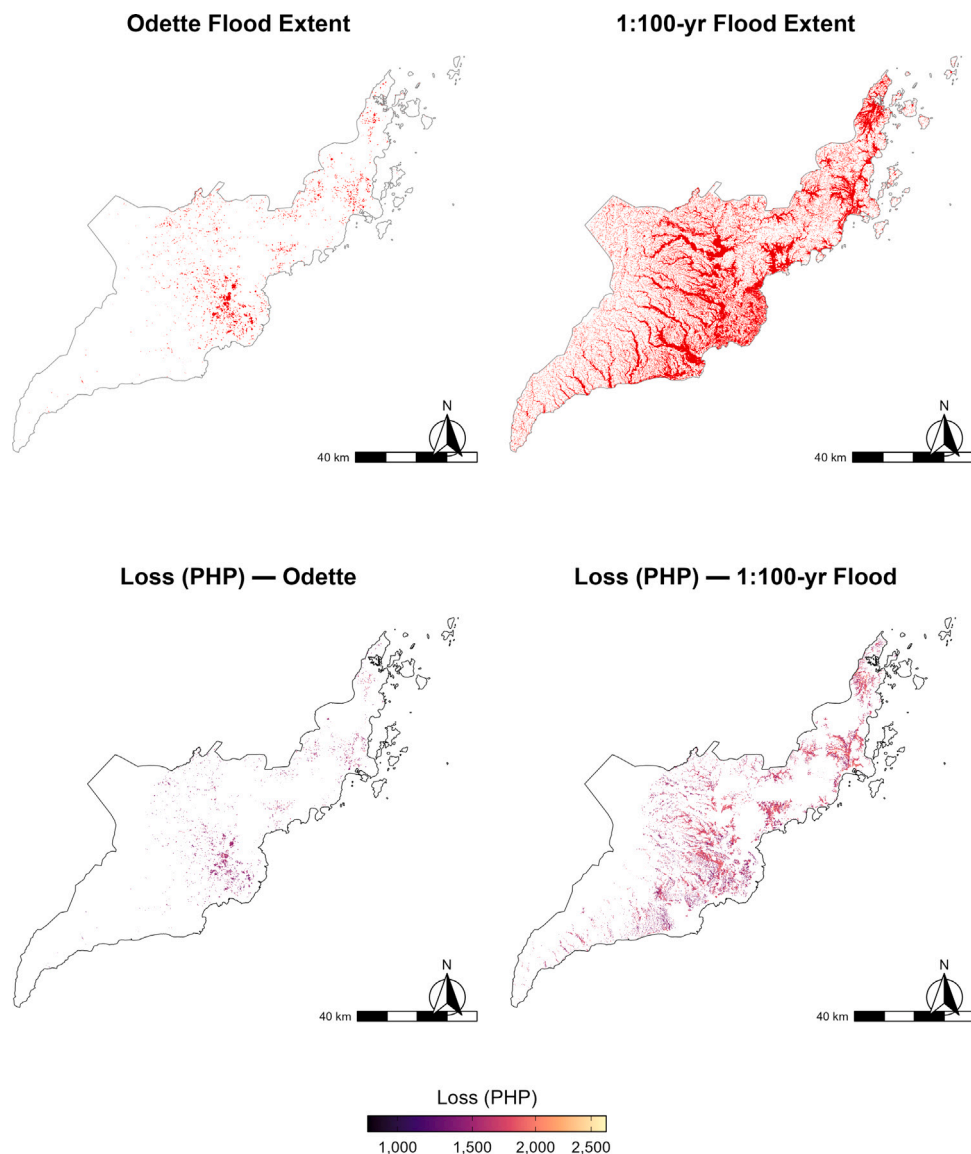 Odette Flood Extent
1:100-yr Flood Extent
N
40 km
N
40 km
Loss (PHP) — Odette
Loss (PHP) — 1:100-yr Flood
N
40 km
N
40 km
Loss (PHP)
1,000 1,500 2,000 2,500